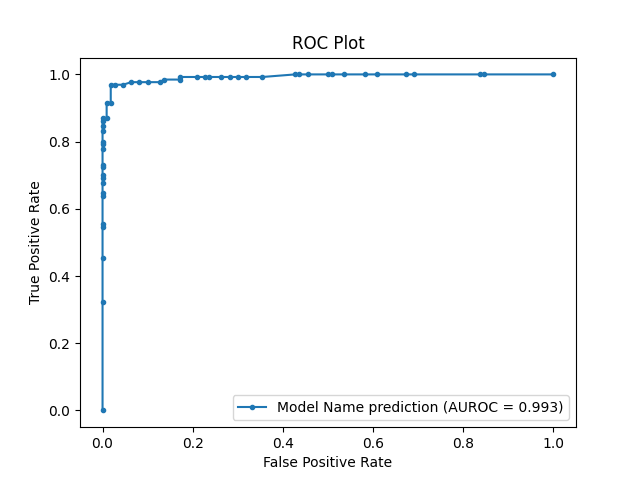 ROC Plot
True Positive Rate
1.0
0.8
0.6
0.4
0.2
0.0
Model Name prediction (AUROC = 0.993)
0.0 0.2 0.4 0.6 0.8 1.0
False Positive Rate